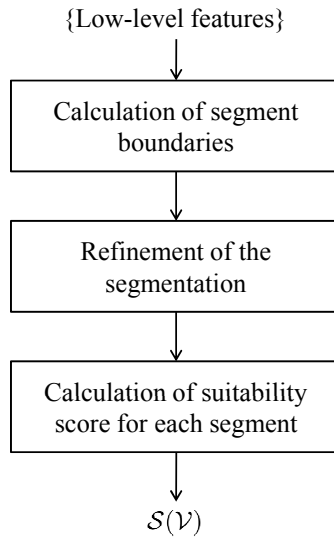 {Low-level features}
Calculation of segment
boundaries
Refinement of the
segmentation
Calculation of suitability
score for each segment
𝒮(𝒱)